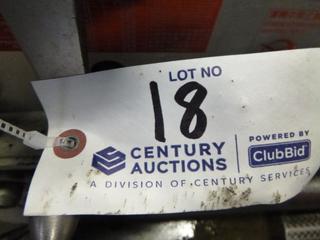 LOT NO
18
CENTURY
AUCTIONS
POWERED BY
ClubBid
A DIVISION OF CENTURY SERVICES